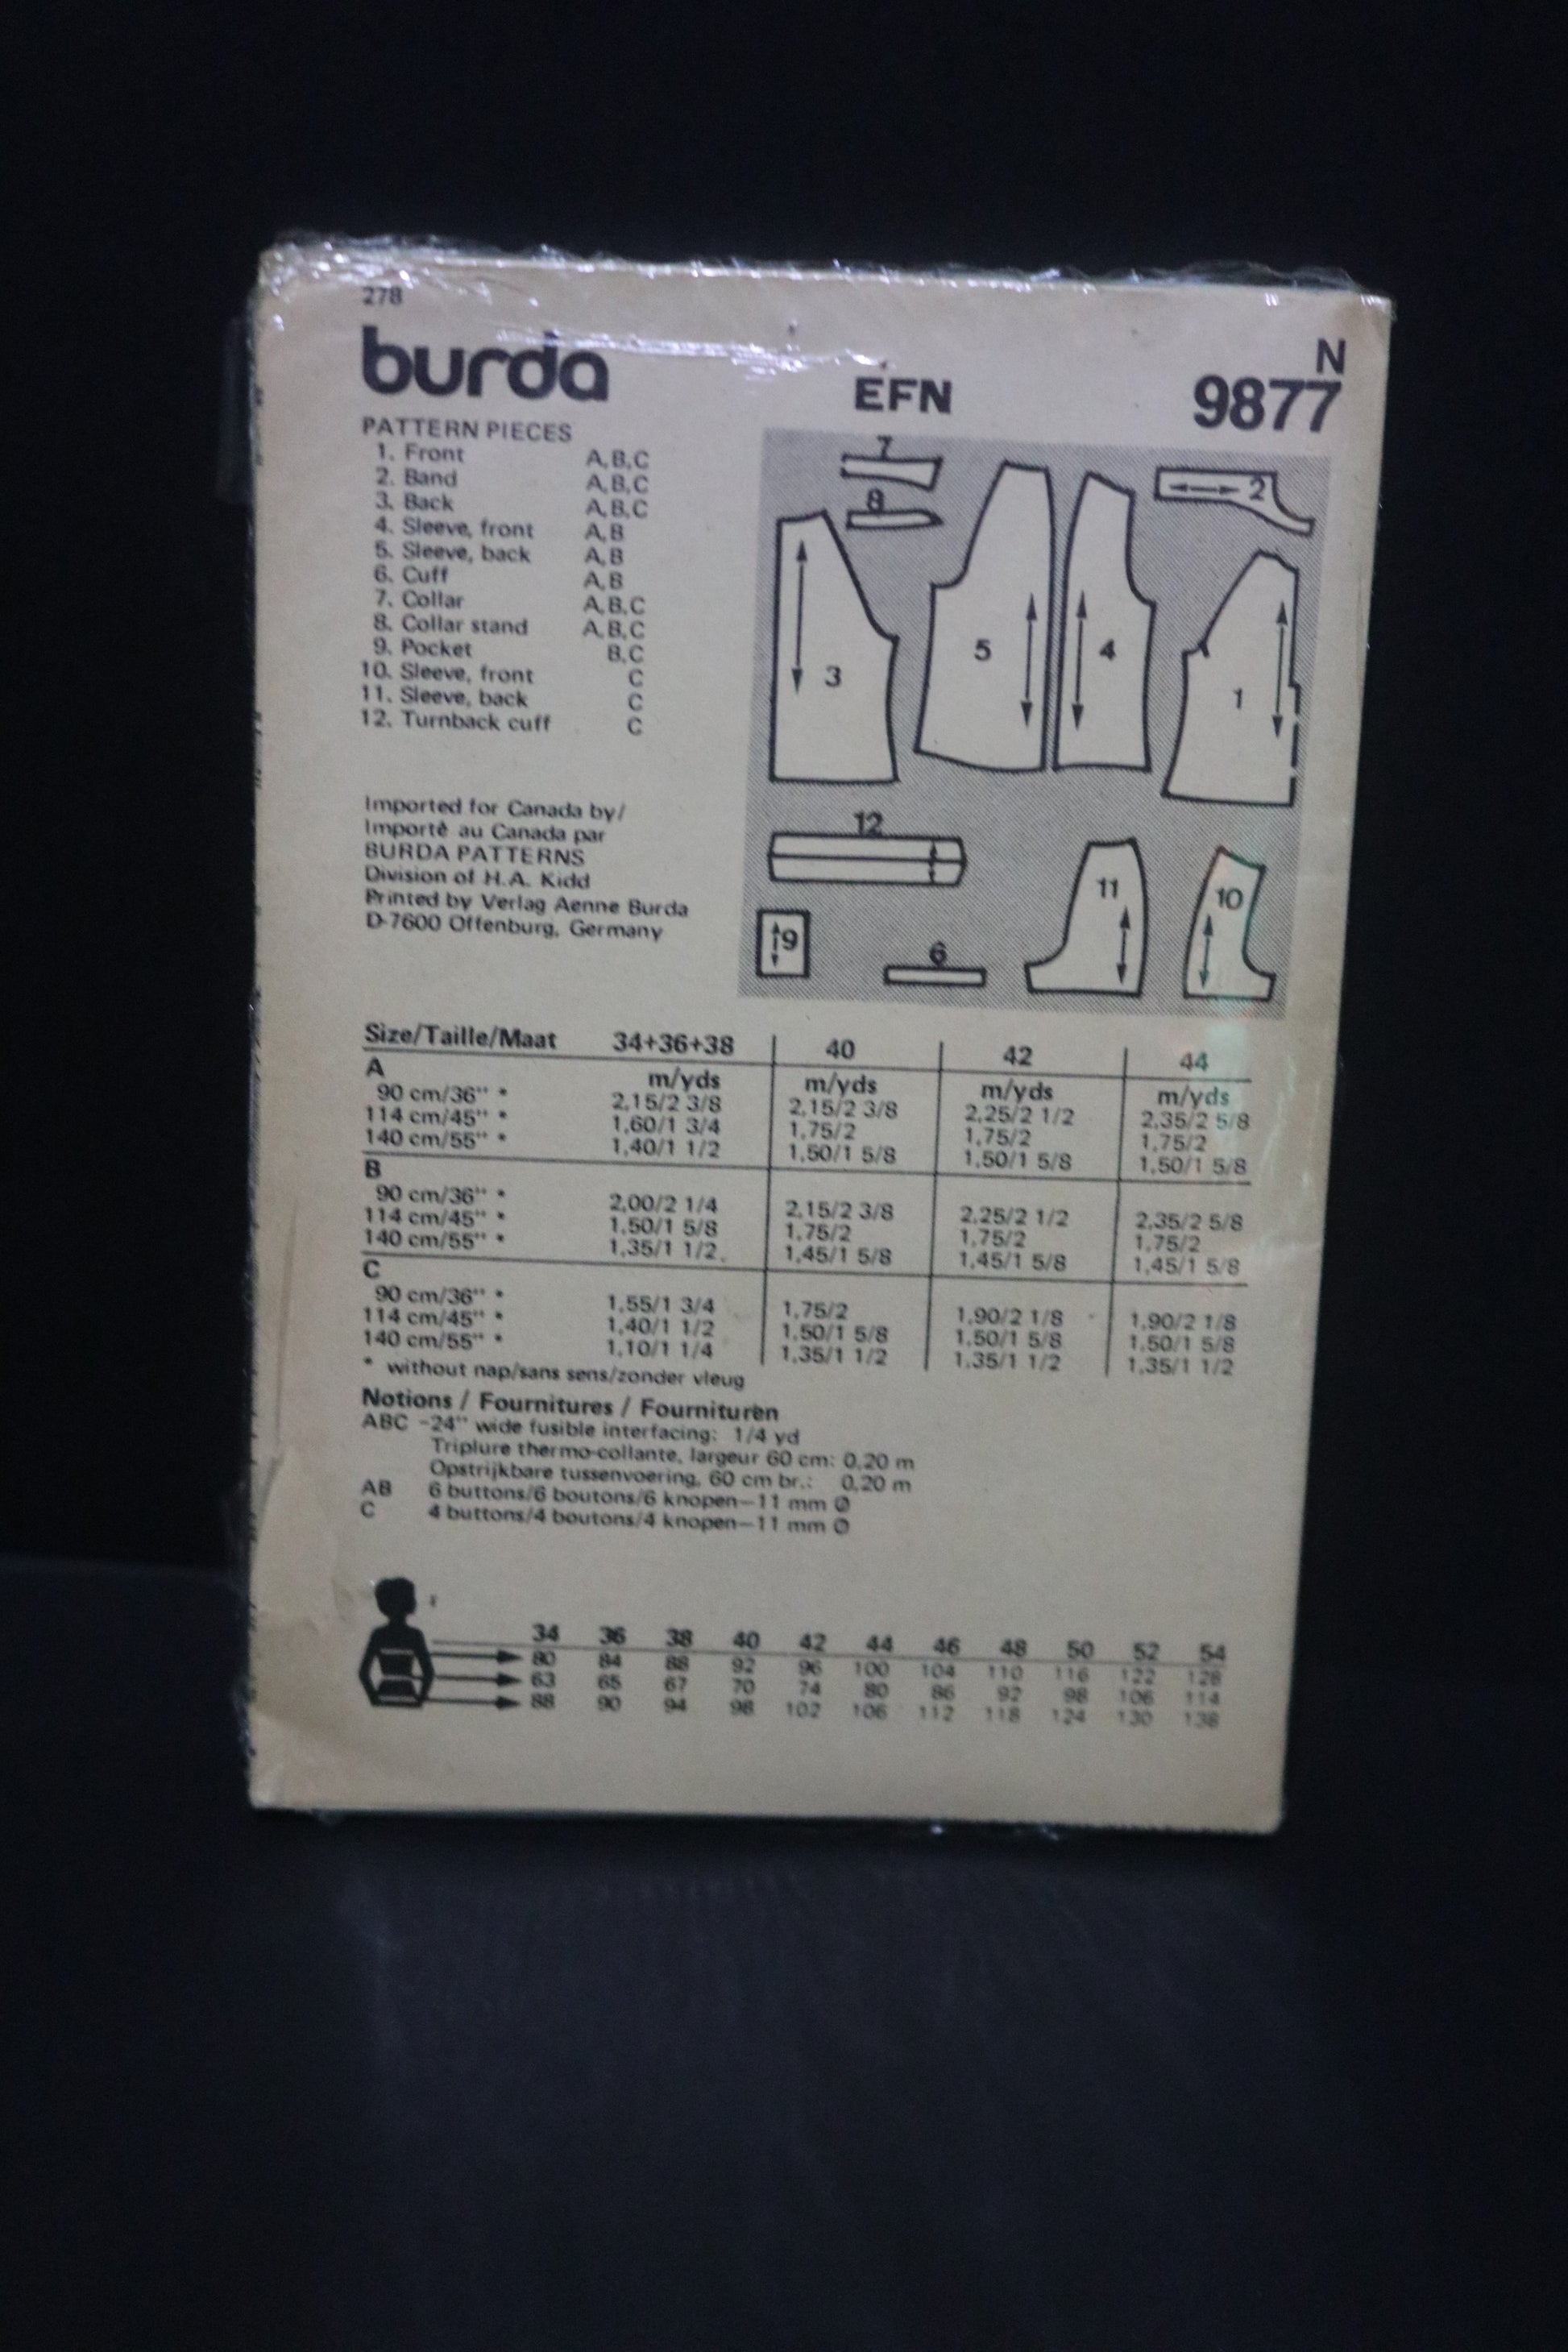 278
burda
EFN
N
9877
PATTERN PIECES
1. Front A,B,C
2. Band A,B,C
3. Back A,B,C
4. Sleeve, front A,B
5. Sleeve, back A,B
6. Cuff A,B
7. Collar A,B,C
8. Collar stand A,B,C
9. Pocket B,C
10. Sleeve, front C
11. Sleeve, back C
12. Turnback cuff C
7
8
2
3
5
4
1
12
11
10
9
6
Imported for Canada by/
Importé au Canada par
BURDA PATTERNS
Division of H.A. Kidd
Printed by Verlag Aenne Burda
D-7600 Offenburg, Germany
Size/Taille/Maat 34+36+38 40 42 44
A m/yds m/yds m/yds m/yds
90 cm/36'' * 2,15/2 3/8 2,15/2 3/8 2,25/2 1/2 2,35/2 5/8
114 cm/45'' * 1,60/1 3/4 1,75/2 1,75/2 1,75/2
140 cm/55'' * 1,40/1 1/2 1,50/1 5/8 1,50/1 5/8 1,50/1 5/8
B
90 cm/36'' * 2,00/2 1/4 2,15/2 3/8 2,25/2 1/2 2,35/2 5/8
114 cm/45'' * 1,50/1 5/8 1,75/2 1,75/2 1,75/2
140 cm/55'' * 1,35/1 1/2 1,45/1 5/8 1,45/1 5/8 1,45/1 5/8
C
90 cm/36'' * 1,55/1 3/4 1,75/2 1,90/2 1/8 1,90/2 1/8
114 cm/45'' * 1,40/1 1/2 1,50/1 5/8 1,50/1 5/8 1,50/1 5/8
140 cm/55'' * 1,10/1 1/4 1,35/1 1/2 1,35/1 1/2 1,35/1 1/2
* without nap/sans sens/zonder vleug
Notions / Fournitures / Fournituren
ABC -24'' wide fusible interfacing: 1/4 yd
Triplure thermo-collante, largeur 60 cm: 0,20 m
Opstrijkbare tussenvoering, 60 cm br.: 0,20 m
AB 6 buttons/6 boutons/6 knopen—11 mm Ø
C 4 buttons/4 boutons/4 knopen—11 mm Ø
34 36 38 40 42 44 46 48 50 52 54
80 84 88 92 96 100 104 110 116 122 128
63 65 67 70 74 80 86 92 98 106 114
88 90 94 98 102 106 112 118 124 130 136